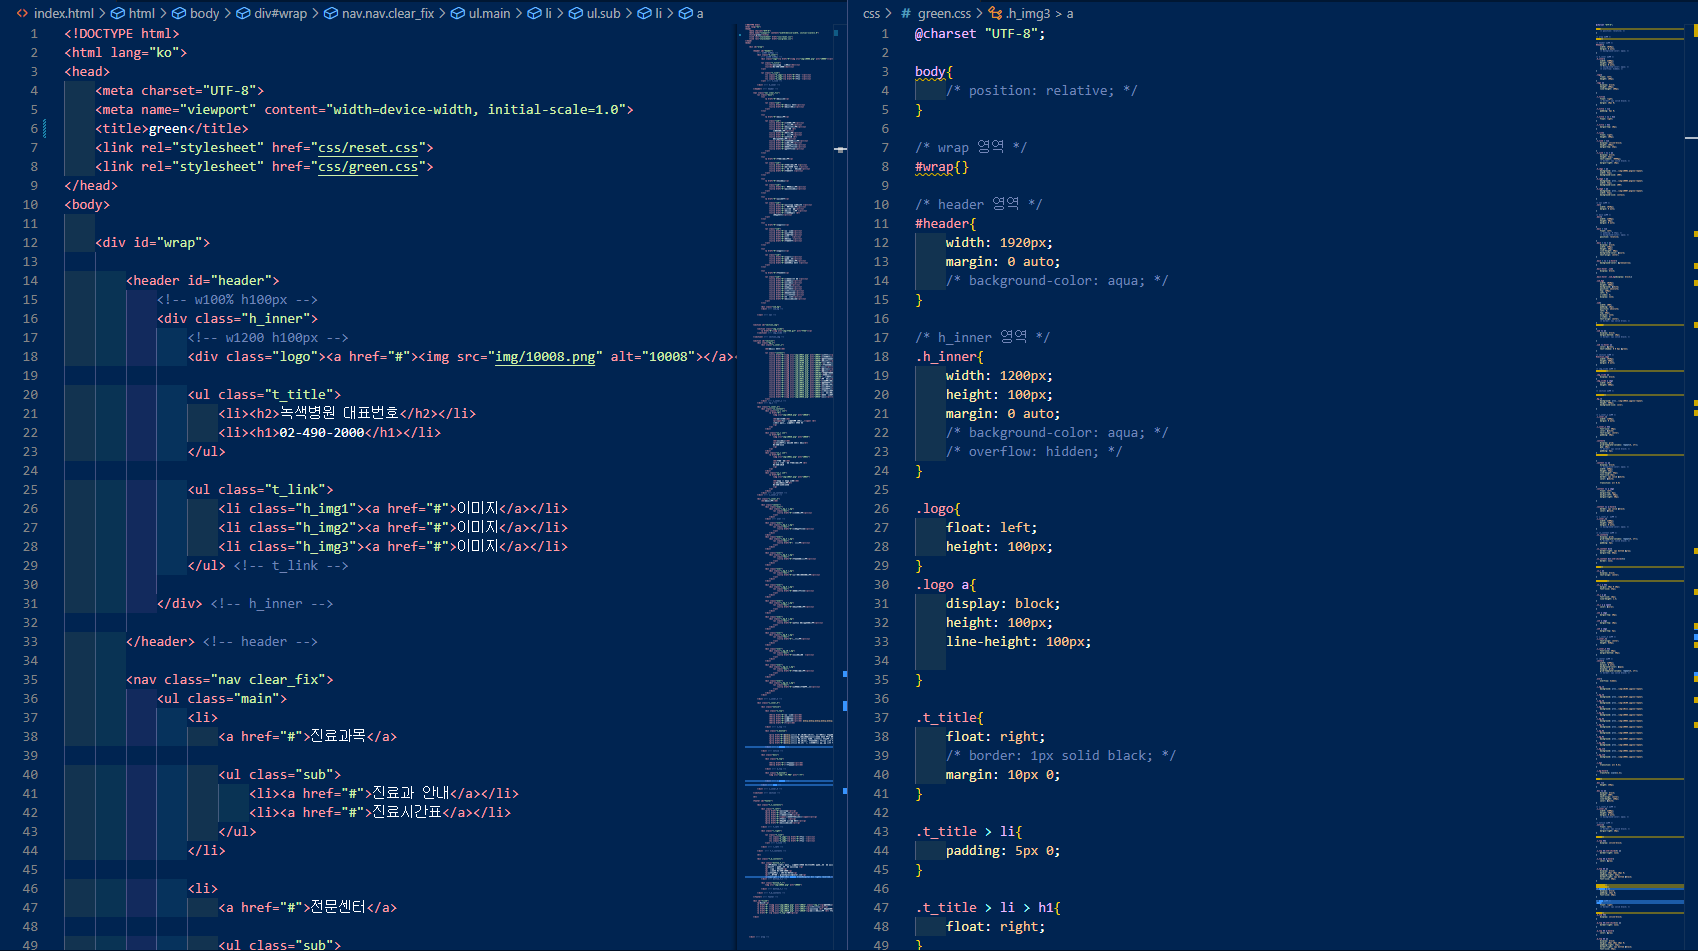 index.html > html > body > div#wrap > nav.nav.clear_fix > ul.main > li > ul.sub > li > a
1 <!DOCTYPE html>
2 <html lang="ko">
3 <head>
4 <meta charset="UTF-8">
5 <meta name="viewport" content="width=device-width, initial-scale=1.0">
6 <title>green</title>
7 <link rel="stylesheet" href="css/reset.css">
8 <link rel="stylesheet" href="css/green.css">
9 </head>
10 <body>
11
12 <div id="wrap">
13
14 <header id="header">
15 <!-- w100% h100px -->
16 <div class="h_inner">
17 <!-- w1200 h100px -->
18 <div class="logo"><a href="#"><img src="img/10008.png" alt="10008"></a><
19
20 <ul class="t_title">
21 <li><h2>녹색병원 대표번호</h2></li>
22 <li><h1>02-490-2000</h1></li>
23 </ul>
24
25 <ul class="t_link">
26 <li class="h_img1"><a href="#">이미지</a></li>
27 <li class="h_img2"><a href="#">이미지</a></li>
28 <li class="h_img3"><a href="#">이미지</a></li>
29 </ul> <!-- t_link -->
30
31 </div> <!-- h_inner -->
32
33 </header> <!-- header -->
34
35 <nav class="nav clear_fix">
36 <ul class="main">
37 <li>
38 <a href="#">진료과목</a>
39
40 <ul class="sub">
41 <li><a href="#">진료과 안내</a></li>
42 <li><a href="#">진료시간표</a></li>
43 </ul>
44 </li>
45
46 <li>
47 <a href="#">전문센터</a>
48
49 <ul class="sub">
css > # green.css > .h_img3 > a
1 @charset "UTF-8";
2
3 body{
4 /* position: relative; */
5 }
6
7 /* wrap 영역 */
8 #wrap{}
9
10 /* header 영역 */
11 #header{
12 width: 1920px;
13 margin: 0 auto;
14 /* background-color: aqua; */
15 }
16
17 /* h_inner 영역 */
18 .h_inner{
19 width: 1200px;
20 height: 100px;
21 margin: 0 auto;
22 /* background-color: aqua; */
23 /* overflow: hidden; */
24 }
25
26 .logo{
27 float: left;
28 height: 100px;
29 }
30 .logo a{
31 display: block;
32 height: 100px;
33 line-height: 100px;
34
35 }
36
37 .t_title{
38 float: right;
39 /* border: 1px solid black; */
40 margin: 10px 0;
41 }
42
43 .t_title > li{
44 padding: 5px 0;
45 }
46
47 .t_title > li > h1{
48 float: right;
49 }